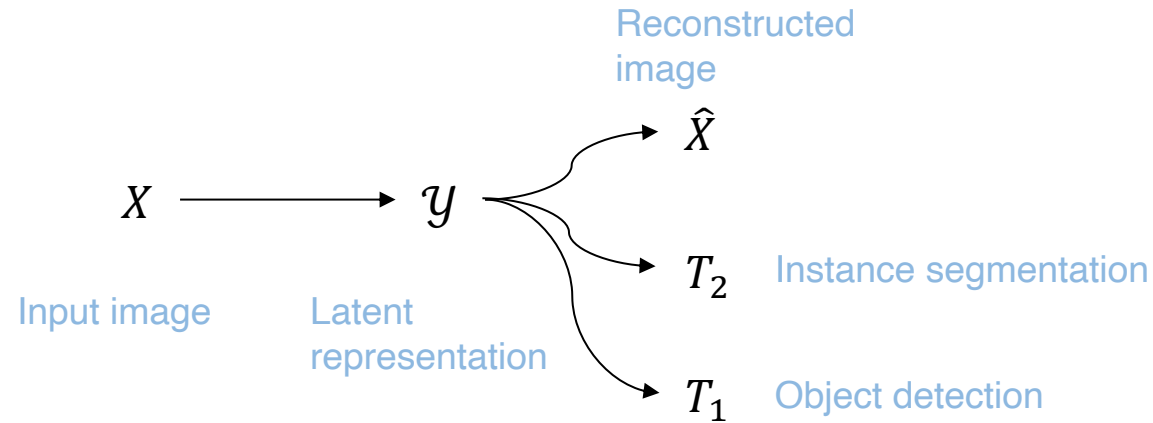 Reconstructed
image
X̂
X
𝒴
T₂ Instance segmentation
Input image
Latent
representation
T₁ Object detection